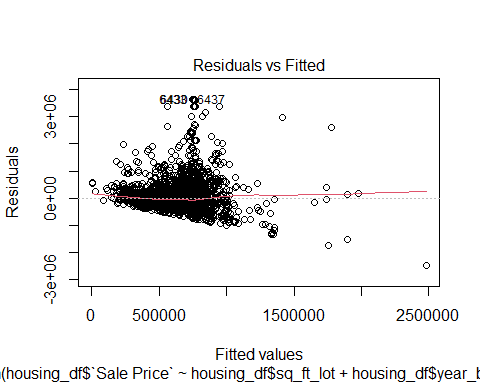 Residuals vs Fitted
6433 6437
3e+06
0e+00
-3e+06
Residuals
0 500000 1500000 2500000
Fitted values
(housing_df$`Sale Price` ~ housing_df$sq_ft_lot + housing_df$year_b